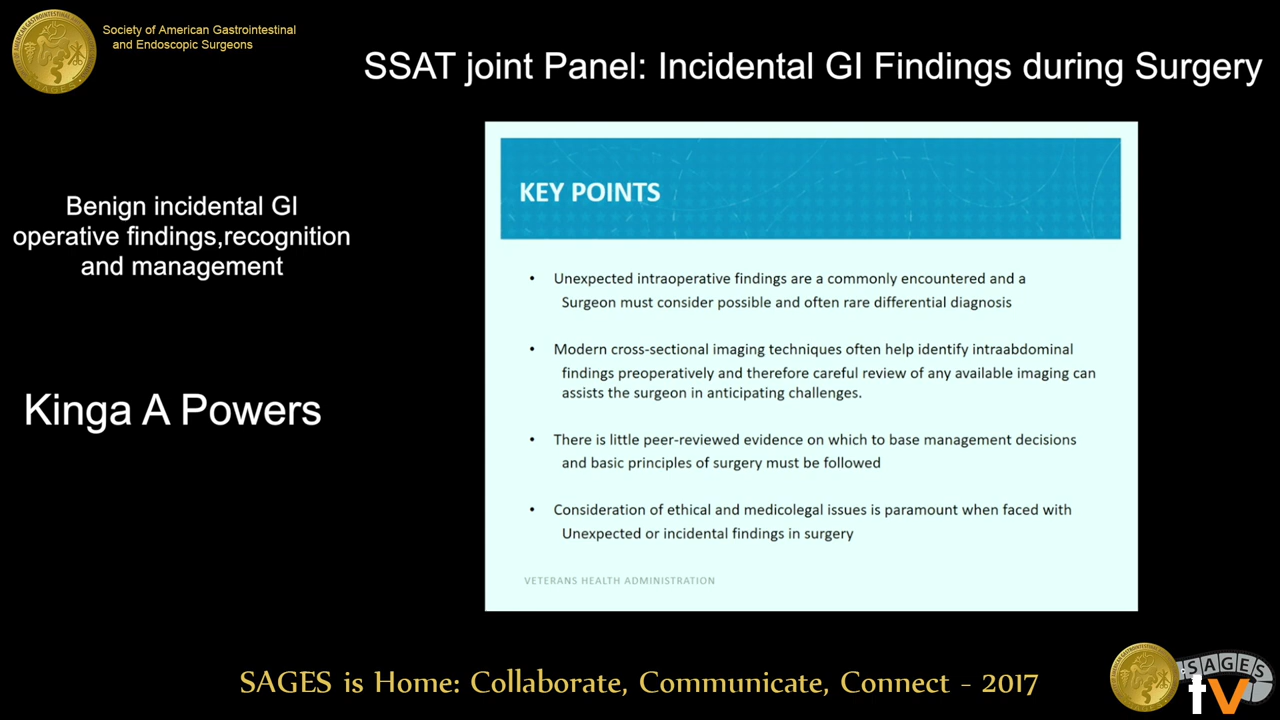 Society of American Gastrointestinal
and Endoscopic Surgeons
SSAT joint Panel: Incidental GI Findings during Surgery
Benign incidental GI
operative findings,recognition
and management
Kinga A Powers
KEY POINTS
• Unexpected intraoperative findings are a commonly encountered and a
Surgeon must consider possible and often rare differential diagnosis
• Modern cross-sectional imaging techniques often help identify intraabdominal
findings preoperatively and therefore careful review of any available imaging can
assists the surgeon in anticipating challenges.
• There is little peer-reviewed evidence on which to base management decisions
and basic principles of surgery must be followed
• Consideration of ethical and medicolegal issues is paramount when faced with
Unexpected or incidental findings in surgery
VETERANS HEALTH ADMINISTRATION
SAGES is Home: Collaborate, Communicate, Connect - 2017
SAGES
tv